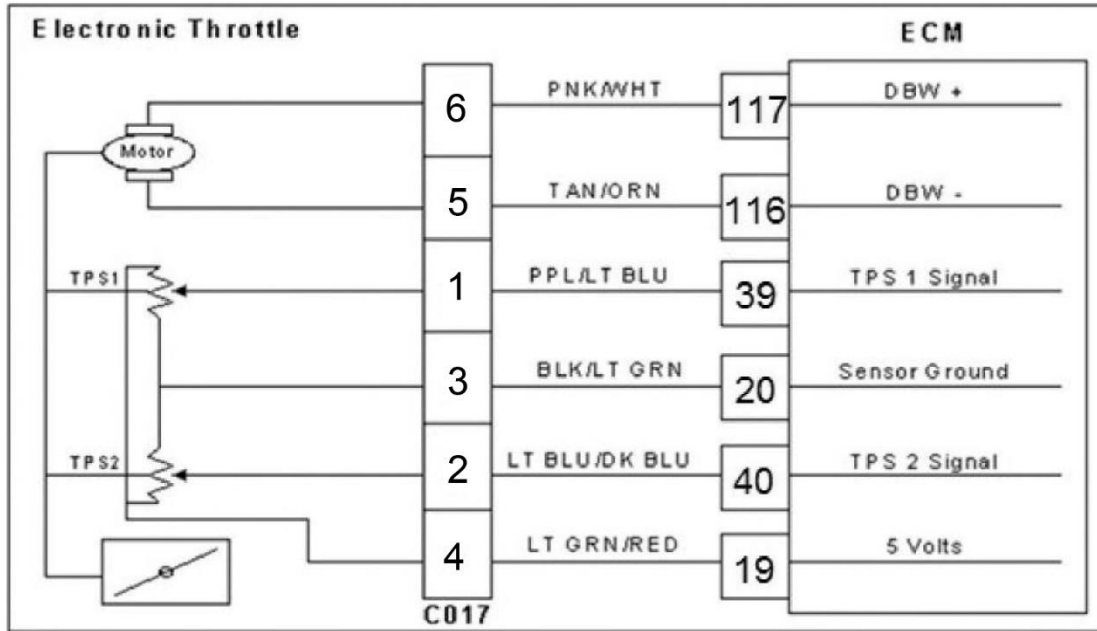 Electronic Throttle
ECM
6 PNK/WHT 117 DBW +
Motor
5 TAN/ORN 116 DBW -
TPS1 1 PPL/LT BLU 39 TPS 1 Signal
3 BLK/LT GRN 20 Sensor Ground
TPS2 2 LT BLU/DK BLU 40 TPS 2 Signal
4 LT GRN/RED 19 5 Volts
C017